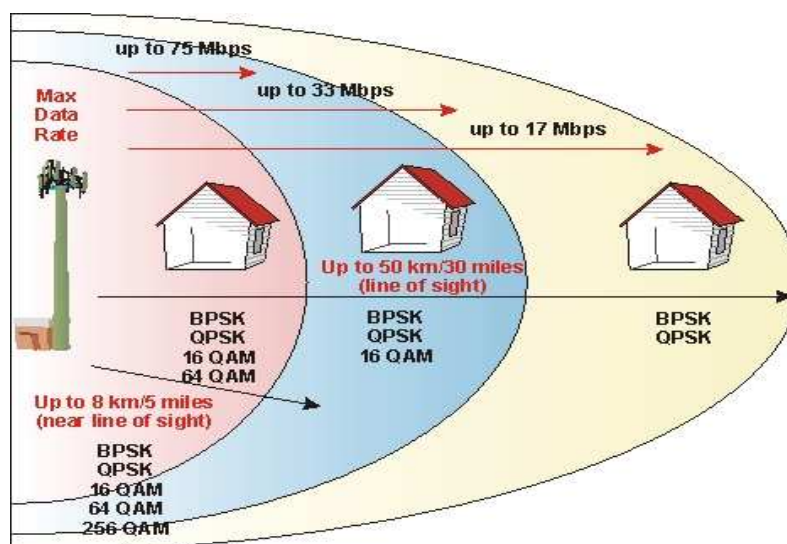 up to 75 Mbps
up to 33 Mbps
up to 17 Mbps
Max
Data
Rate
Up to 50 km/30 miles
(line of sight)
BPSK
QPSK
16 QAM
64 QAM
BPSK
QPSK
16 QAM
BPSK
QPSK
Up to 8 km/5 miles
(near line of sight)
BPSK
QPSK
16 QAM
64 QAM
256 QAM